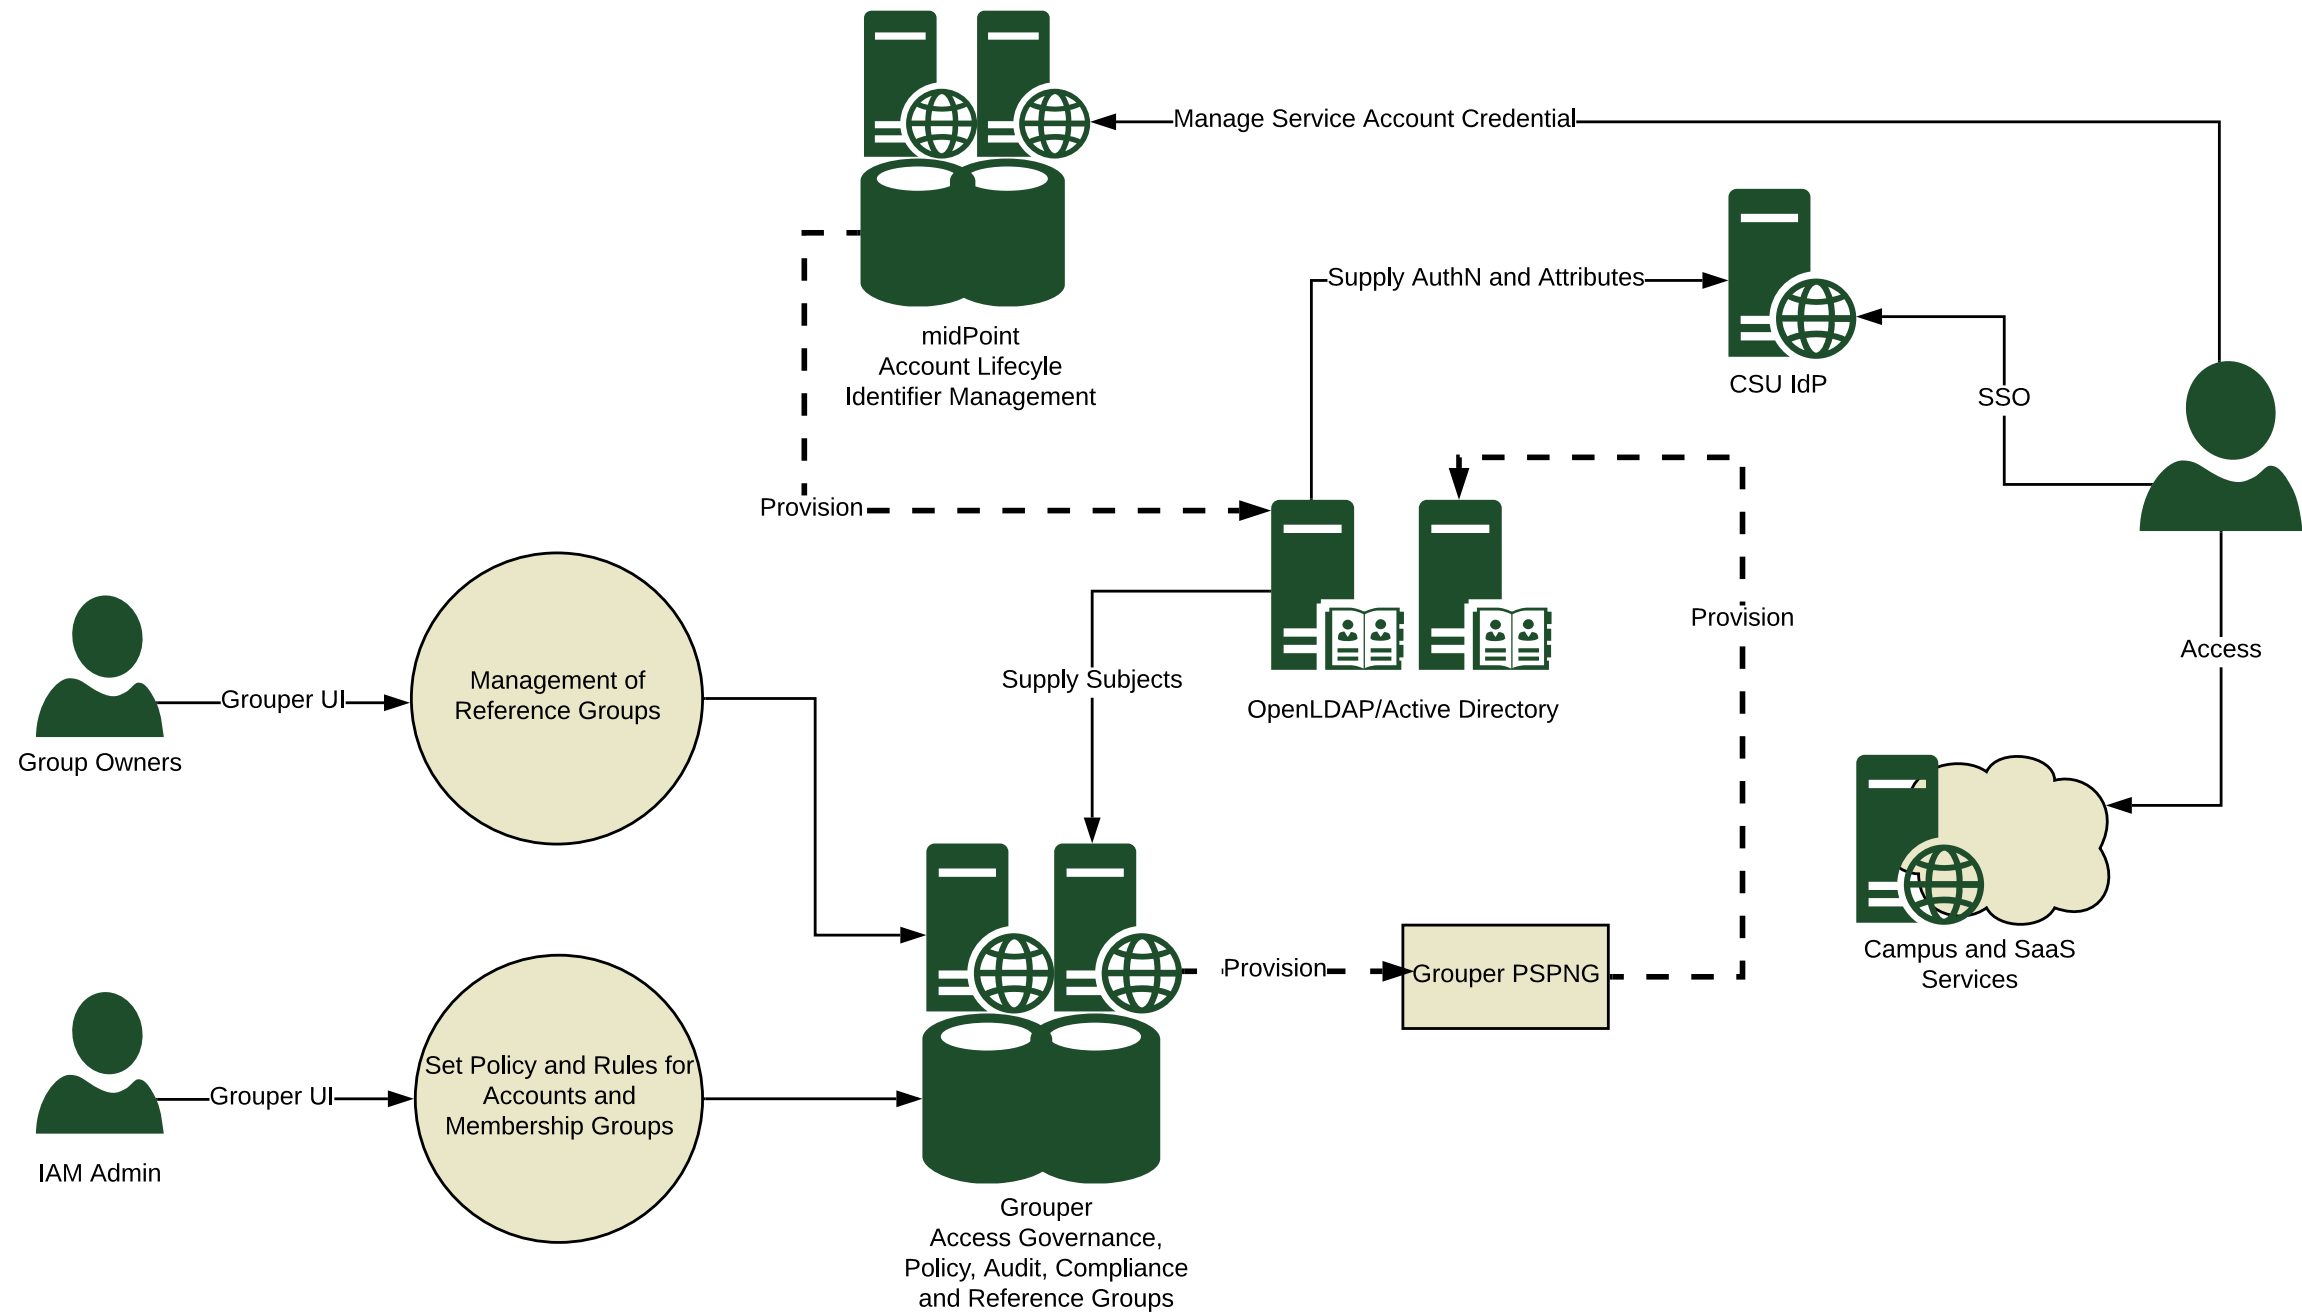 Manage Service Account Credential
Supply AuthN and Attributes
midPoint
Account Lifecyle
Identifier Management
CSU IdP
SSO
Provision
Provision
Access
Management of
Reference Groups
Supply Subjects
Grouper UI
OpenLDAP/Active Directory
Group Owners
Campus and SaaS
Services
Provision
Grouper PSPNG
Set Policy and Rules for
Accounts and
Membership Groups
Grouper UI
IAM Admin
Grouper
Access Governance,
Policy, Audit, Compliance
and Reference Groups